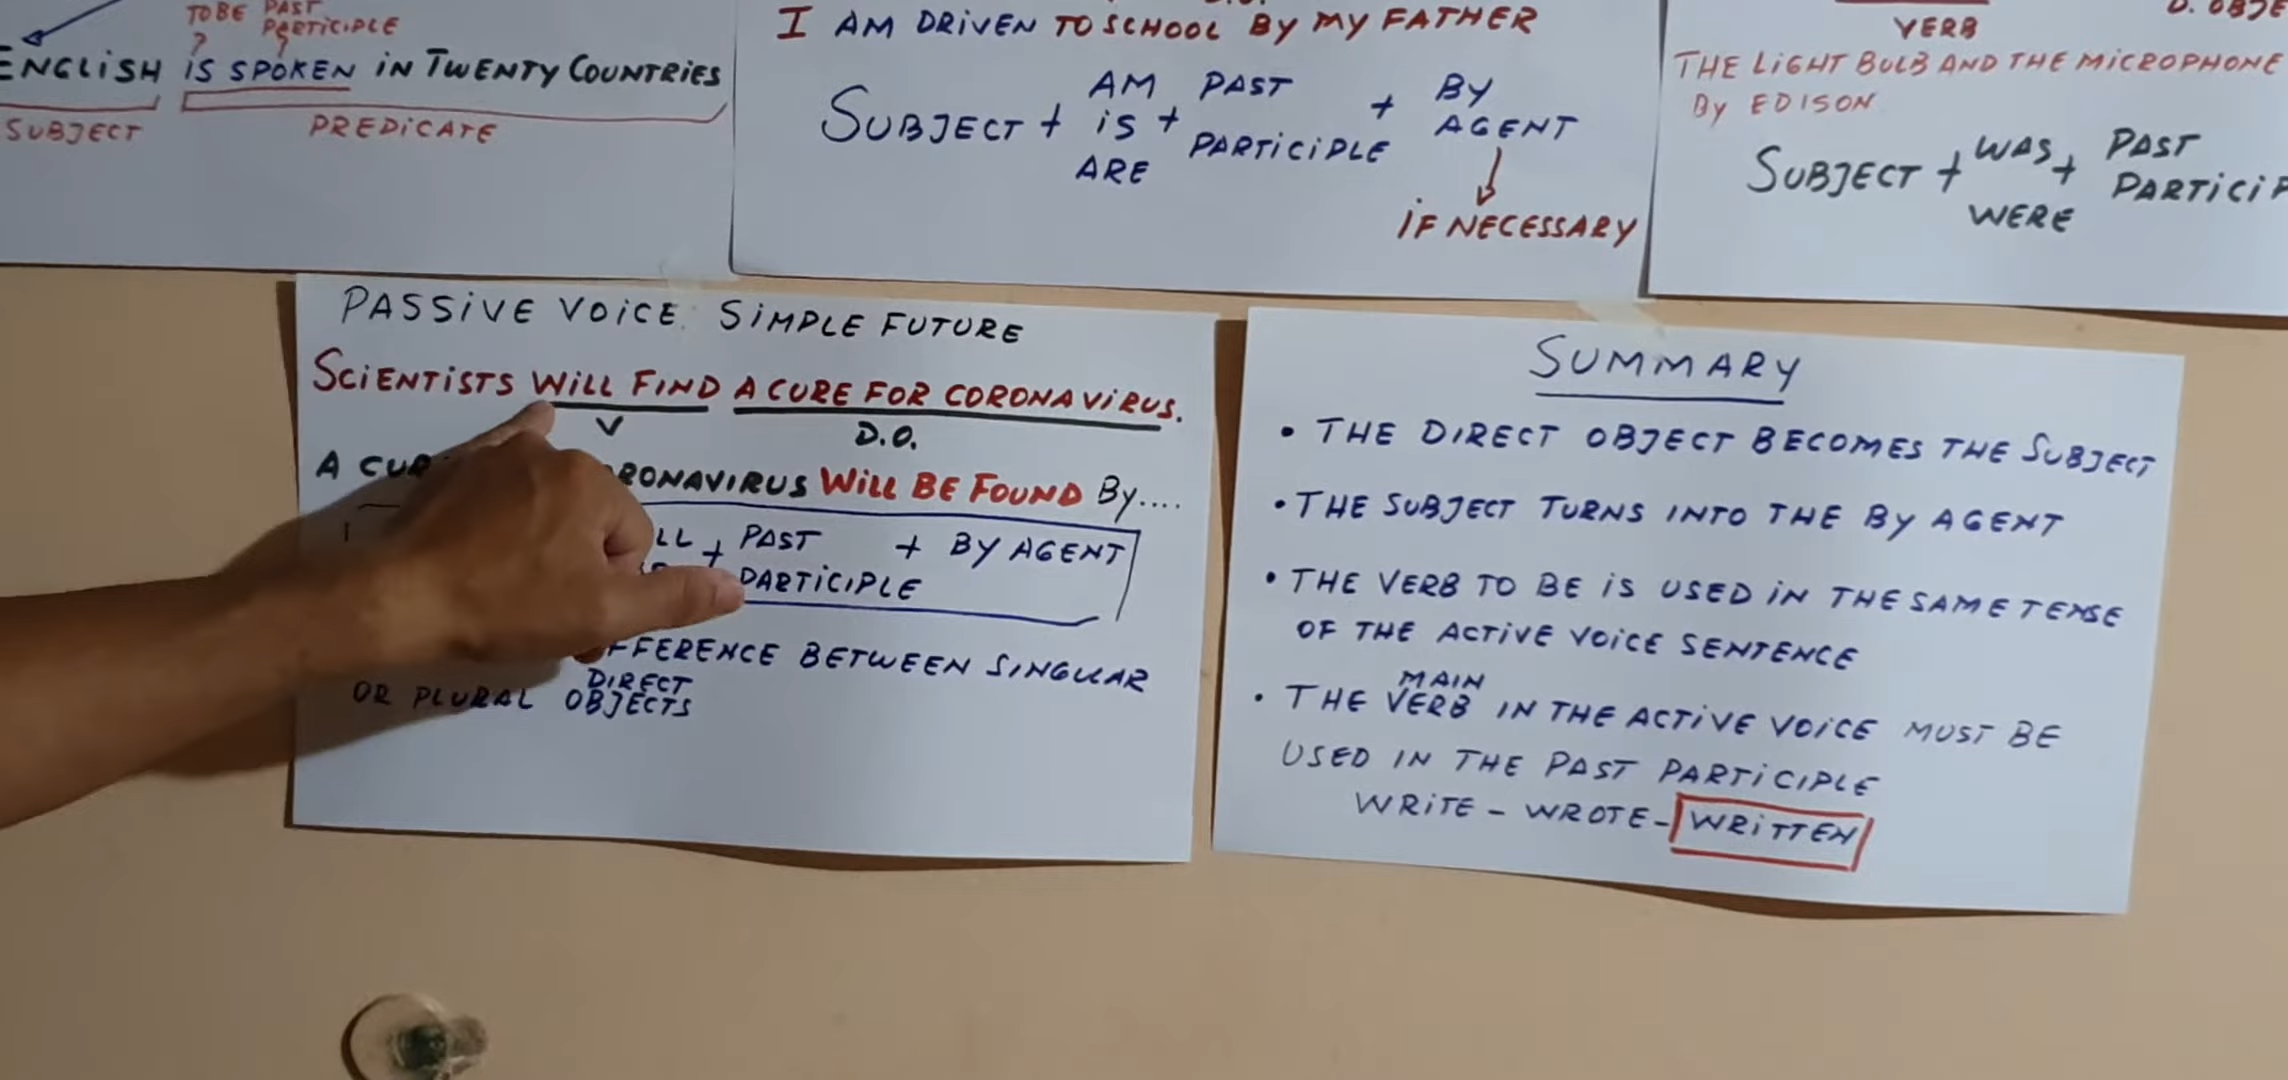 TO BE PAST
PARTICIPLE
? ?
ENGLISH IS SPOKEN IN TWENTY COUNTRIES
SUBJECT PREDICATE
I AM DRIVEN TO SCHOOL BY MY FATHER
SUBJECT + AM IS ARE + PAST PARTICIPLE + BY AGENT
IF NECESSARY
VERB
THE LIGHT BULB AND THE MICROPHONE
BY EDISON
SUBJECT + WAS WERE + PAST
PASSIVE VOICE: SIMPLE FUTURE
SCIENTISTS WILL FIND A CURE FOR CORONAVIRUS.
V D.O.
A WILL BE FOUND BY....
+ PAST PARTICIPLE + BY AGENT
BETWEEN SINGULAR
OR PLURAL DIRECT OBJECTS
SUMMARY
• THE DIRECT OBJECT BECOMES THE SUBJECT
• THE SUBJECT TURNS INTO THE BY AGENT
• THE VERB TO BE IS USED IN THE SAME TENSE
OF THE ACTIVE VOICE SENTENCE
• THE MAIN VERB IN THE ACTIVE VOICE MUST BE
USED IN THE PAST PARTICIPLE
WRITE - WROTE - WRITTEN